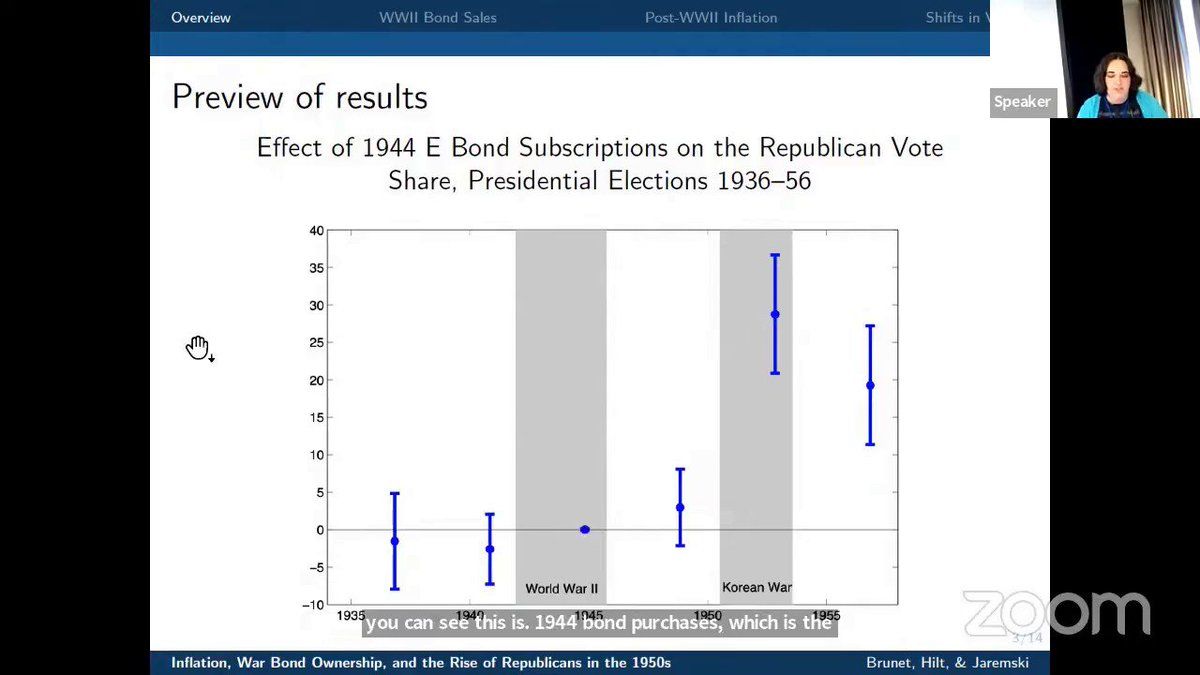 Overview
WWII Bond Sales
Post-WWII Inflation
Shifts in
Speaker
Preview of results
Effect of 1944 E Bond Subscriptions on the Republican Vote
Share, Presidential Elections 1936–56
40
35
30
25
20
15
10
5
0
−5
−10
World War II
Korean War
1935
1940
1945
1950
1955
you can see this is. 1944 bond purchases, which is the
zoom
3/14
Inflation, War Bond Ownership, and the Rise of Republicans in the 1950s
Brunet, Hilt, & Jaremski